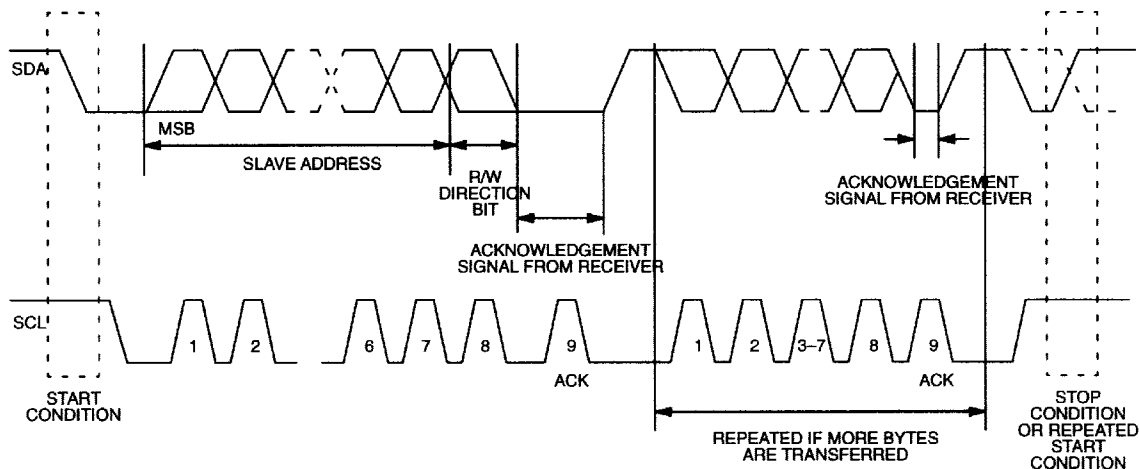 SDA
MSB
SLAVE ADDRESS
R/W
DIRECTION
BIT
ACKNOWLEDGEMENT
SIGNAL FROM RECEIVER
ACKNOWLEDGEMENT
SIGNAL FROM RECEIVER
SCL
1 2 6 7 8 9 1 2 3–7 8 9
ACK ACK
START
CONDITION
REPEATED IF MORE BYTES
ARE TRANSFERRED
STOP
CONDITION
OR REPEATED
START
CONDITION